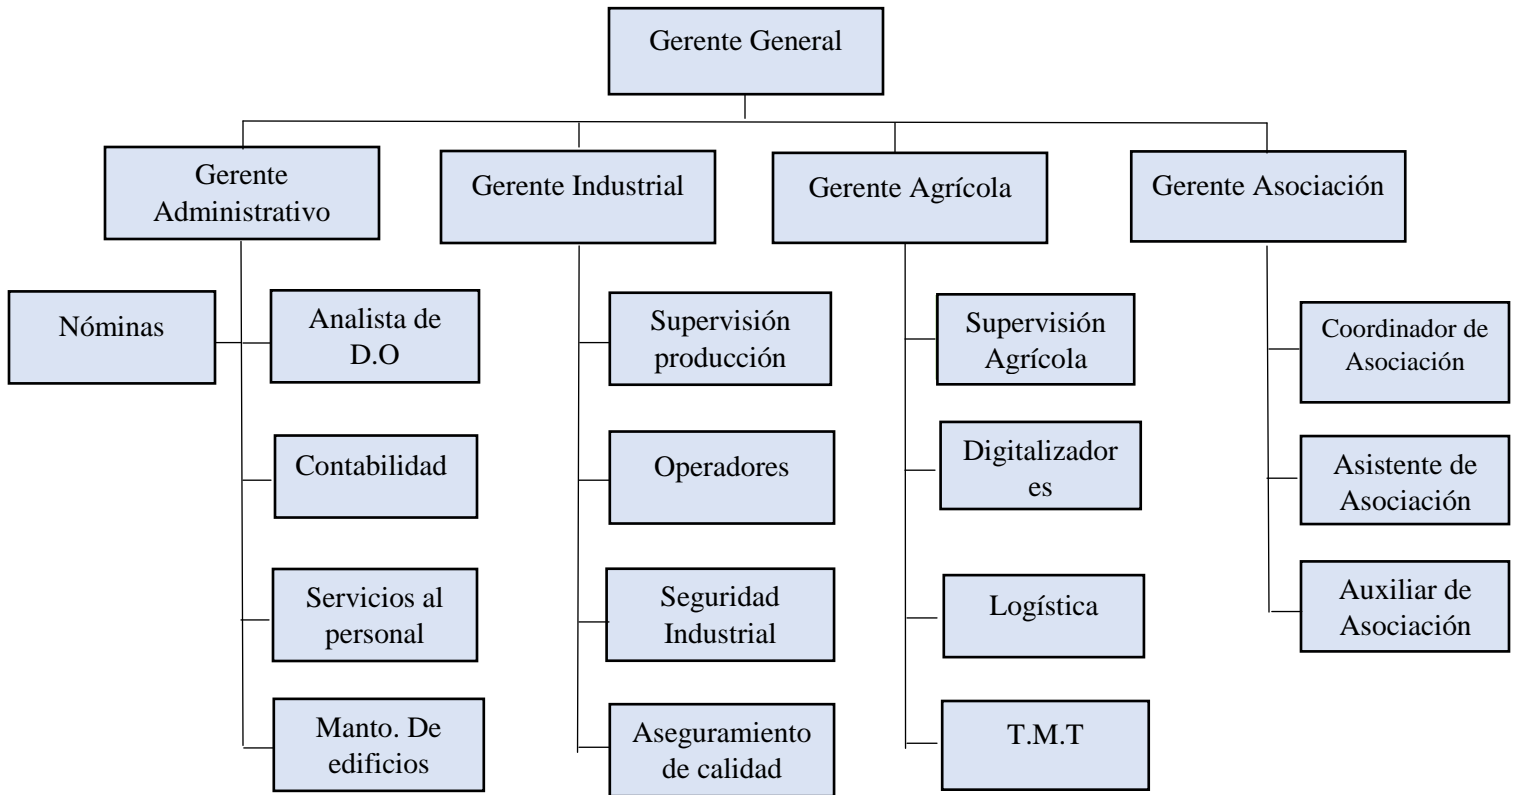 Gerente General
Gerente
Administrativo
Gerente Industrial
Gerente Agrícola
Gerente Asociación
Nóminas
Analista de
D.O
Supervisión
producción
Supervisión
Agrícola
Coordinador de
Asociación
Contabilidad
Operadores
Digitalizador
es
Asistente de
Asociación
Servicios al
personal
Seguridad
Industrial
Logística
Auxiliar de
Asociación
Manto. De
edificios
Aseguramiento
de calidad
T.M.T